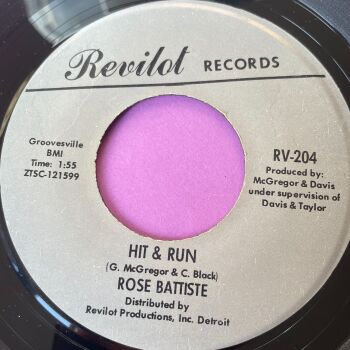 Revilot RECORDS
Groovesville
BMI
Time: 1:55
ZTSC-121599
RV-204
Produced by:
McGregor & Davis
under supervision of
Davis & Taylor
HIT & RUN
(G. McGregor & C. Black)
ROSE BATTISTE
Distributed by
Revilot Productions, Inc. Detroit